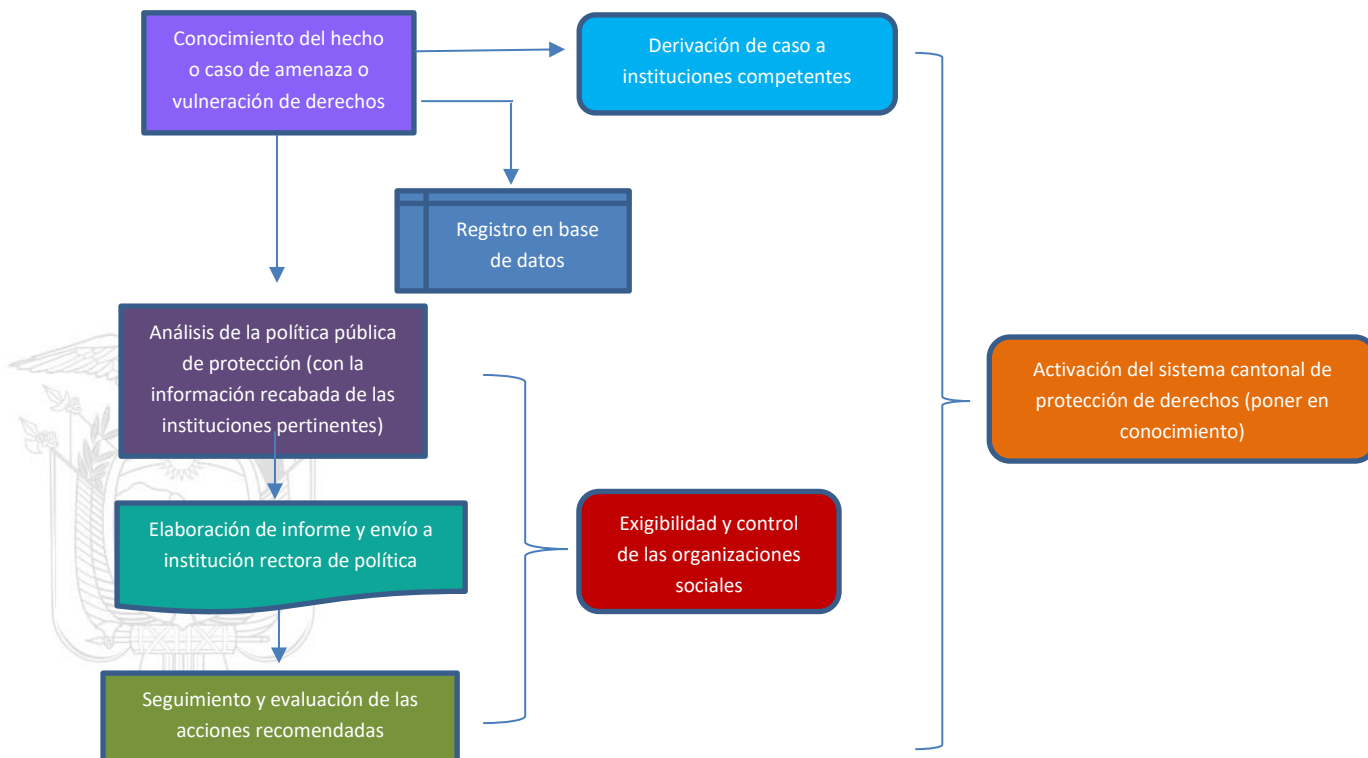 Conocimiento del hecho
o caso de amenaza o
vulneración de derechos
Derivación de caso a
instituciones competentes
Registro en base
de datos
Análisis de la política pública
de protección (con la
información recabada de las
instituciones pertinentes)
Activación del sistema cantonal de
protección de derechos (poner en
conocimiento)
Elaboración de informe y envío a
institución rectora de política
Exigibilidad y control
de las organizaciones
sociales
Seguimiento y evaluación de las
acciones recomendadas